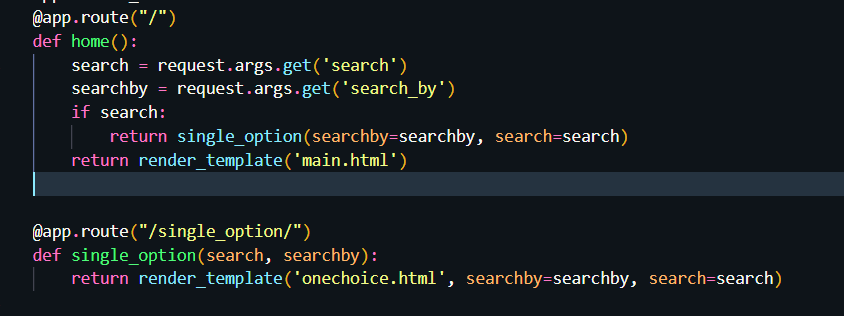 @app.route("/")
def home():
    search = request.args.get('search')
    searchby = request.args.get('search_by')
    if search:
        return single_option(searchby=searchby, search=search)
    return render_template('main.html')
@app.route("/single_option/")
def single_option(search, searchby):
    return render_template('onechoice.html', searchby=searchby, search=search)